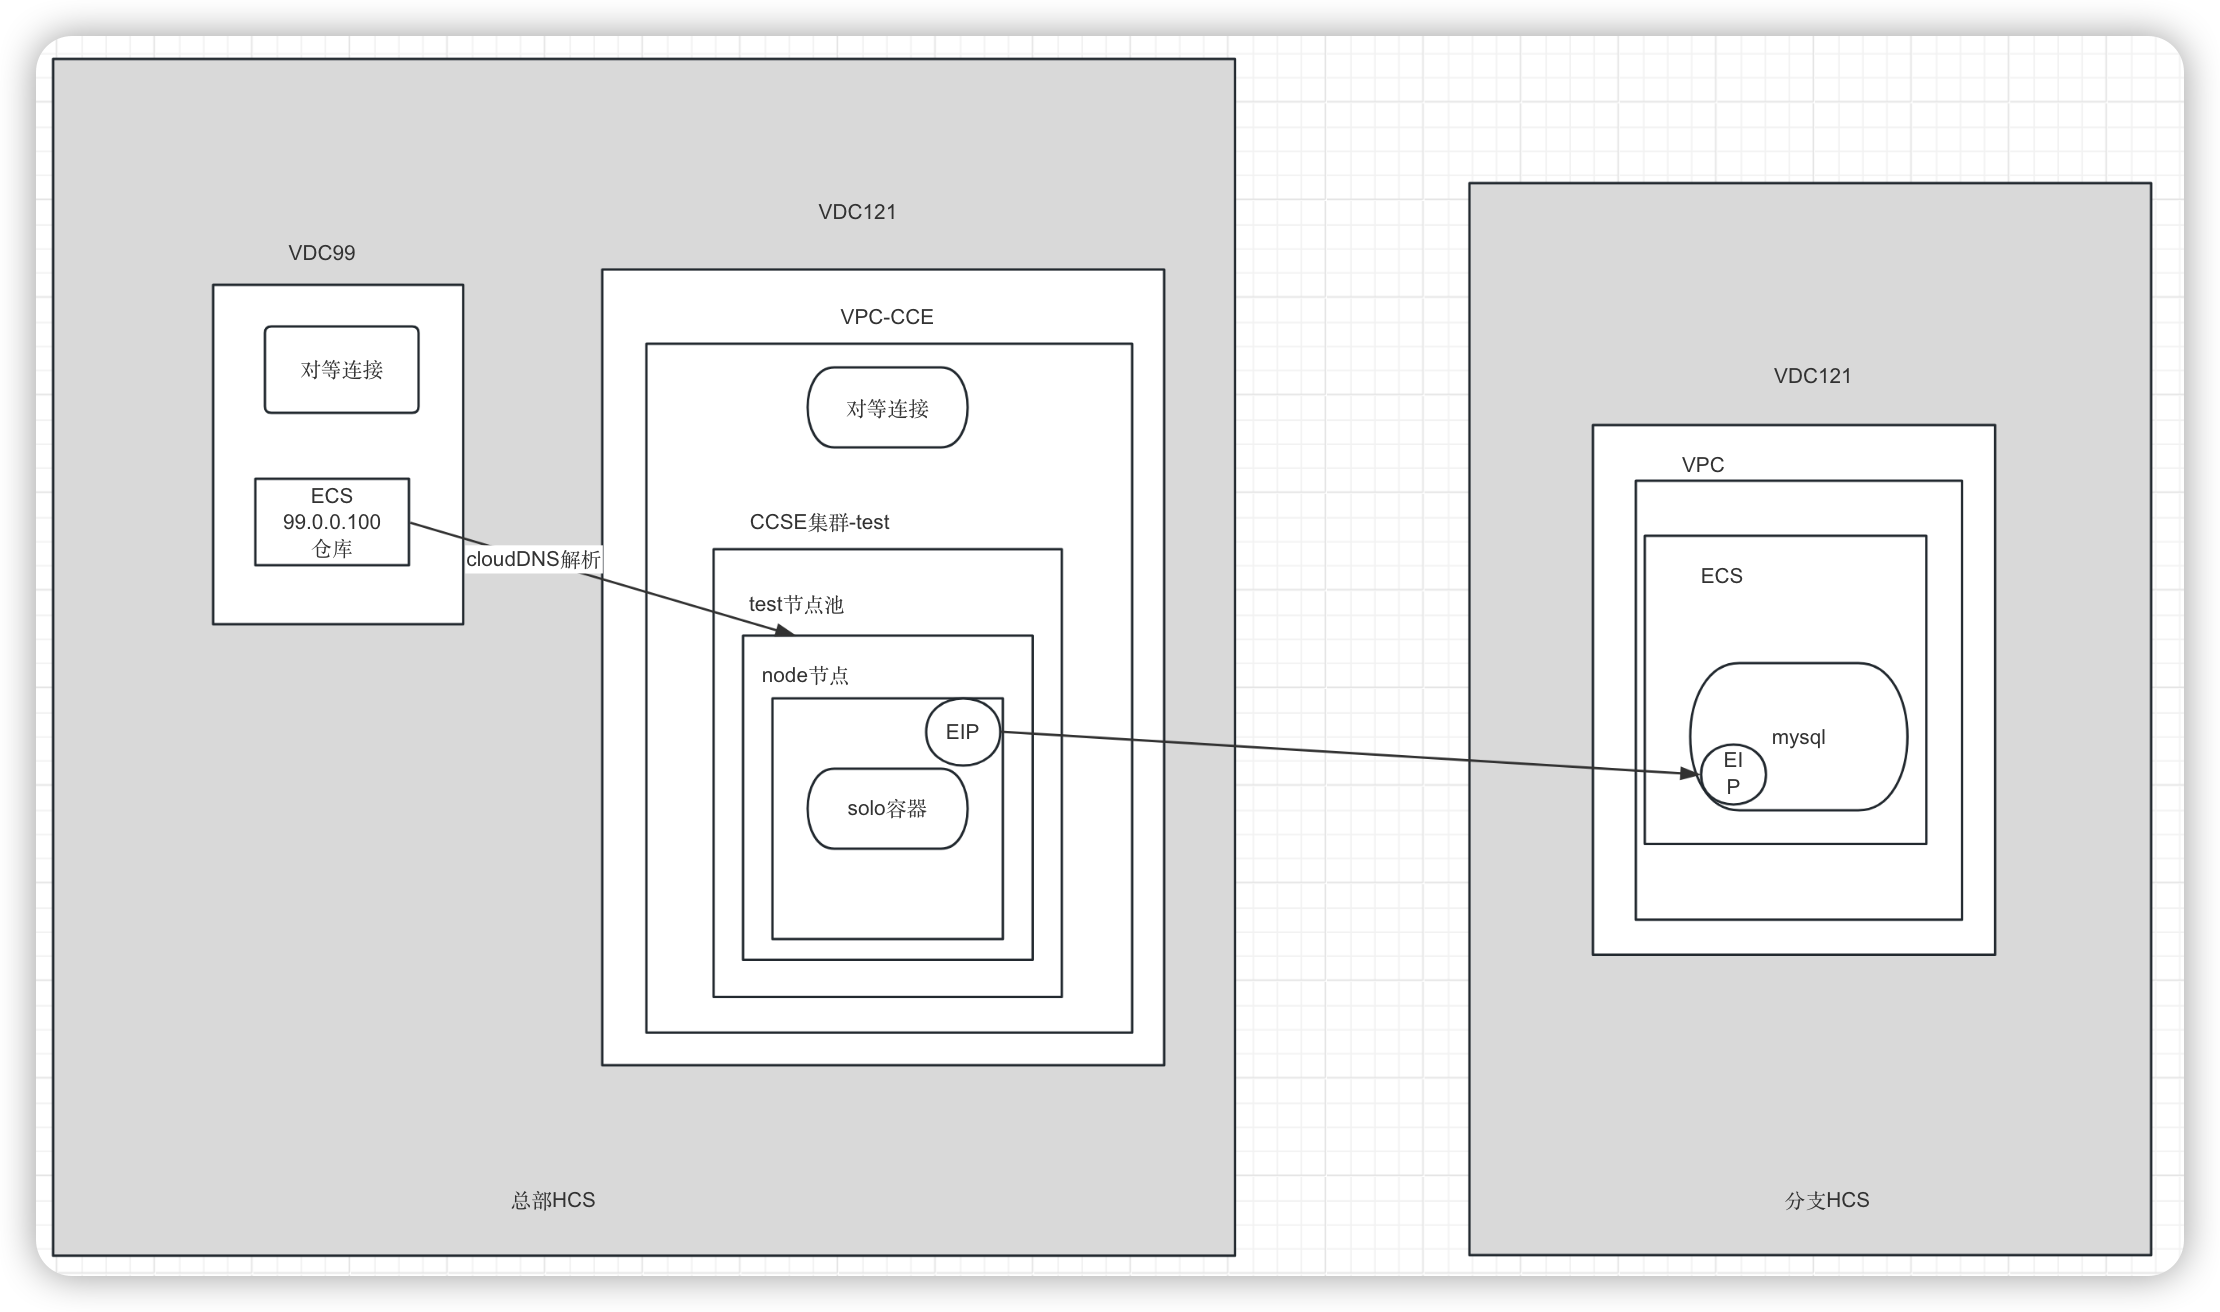 VDC99
对等连接
ECS
99.0.0.100
仓库
cloudDNS解析
VDC121
VPC-CCE
对等连接
CCSE集群-test
test节点池
node节点
EIP
solo容器
总部HCS
VDC121
VPC
ECS
mysql
EI
P
分支HCS